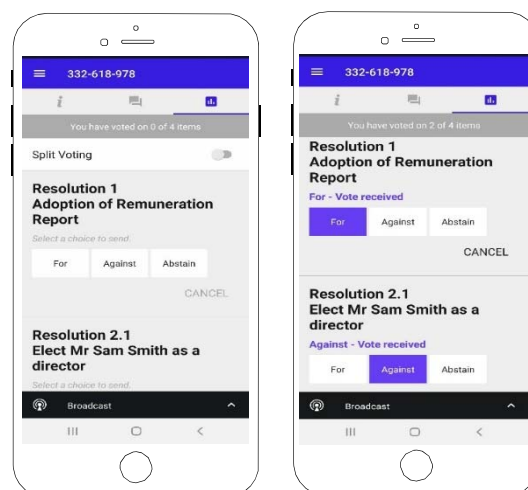 332-618-978
You have voted on 0 of 4 items
Split Voting
Resolution 1
Adoption of Remuneration
Report
Select a choice to send.
For Against Abstain
CANCEL
Resolution 2.1
Elect Mr Sam Smith as a
director
Select a choice to send.
Broadcast
332-618-978
You have voted on 2 of 4 items
Resolution 1
Adoption of Remuneration
Report
For - Vote received
For Against Abstain
CANCEL
Resolution 2.1
Elect Mr Sam Smith as a
director
Against - Vote received
For Against Abstain
Broadcast